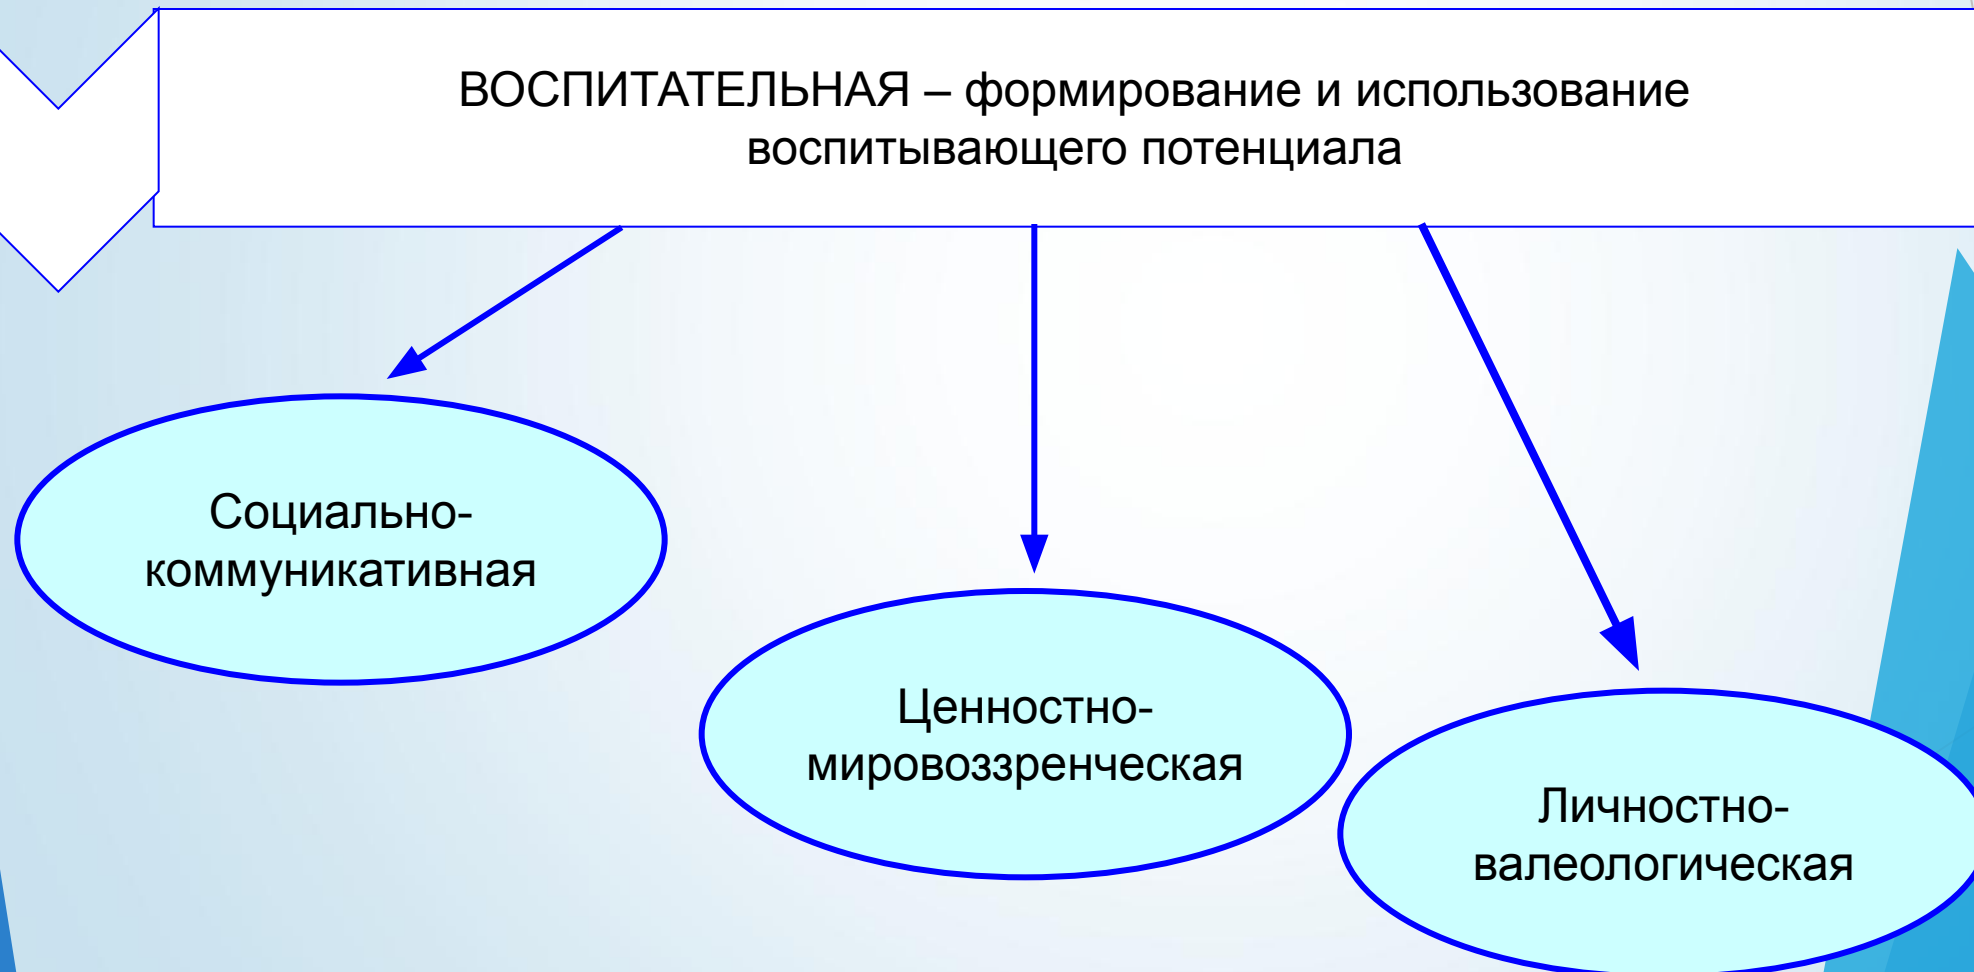 ВОСПИТАТЕЛЬНАЯ – формирование и использование
воспитывающего потенциала
Социально-
коммуникативная
Ценностно-
мировоззренческая
Личностно-
валеологическая